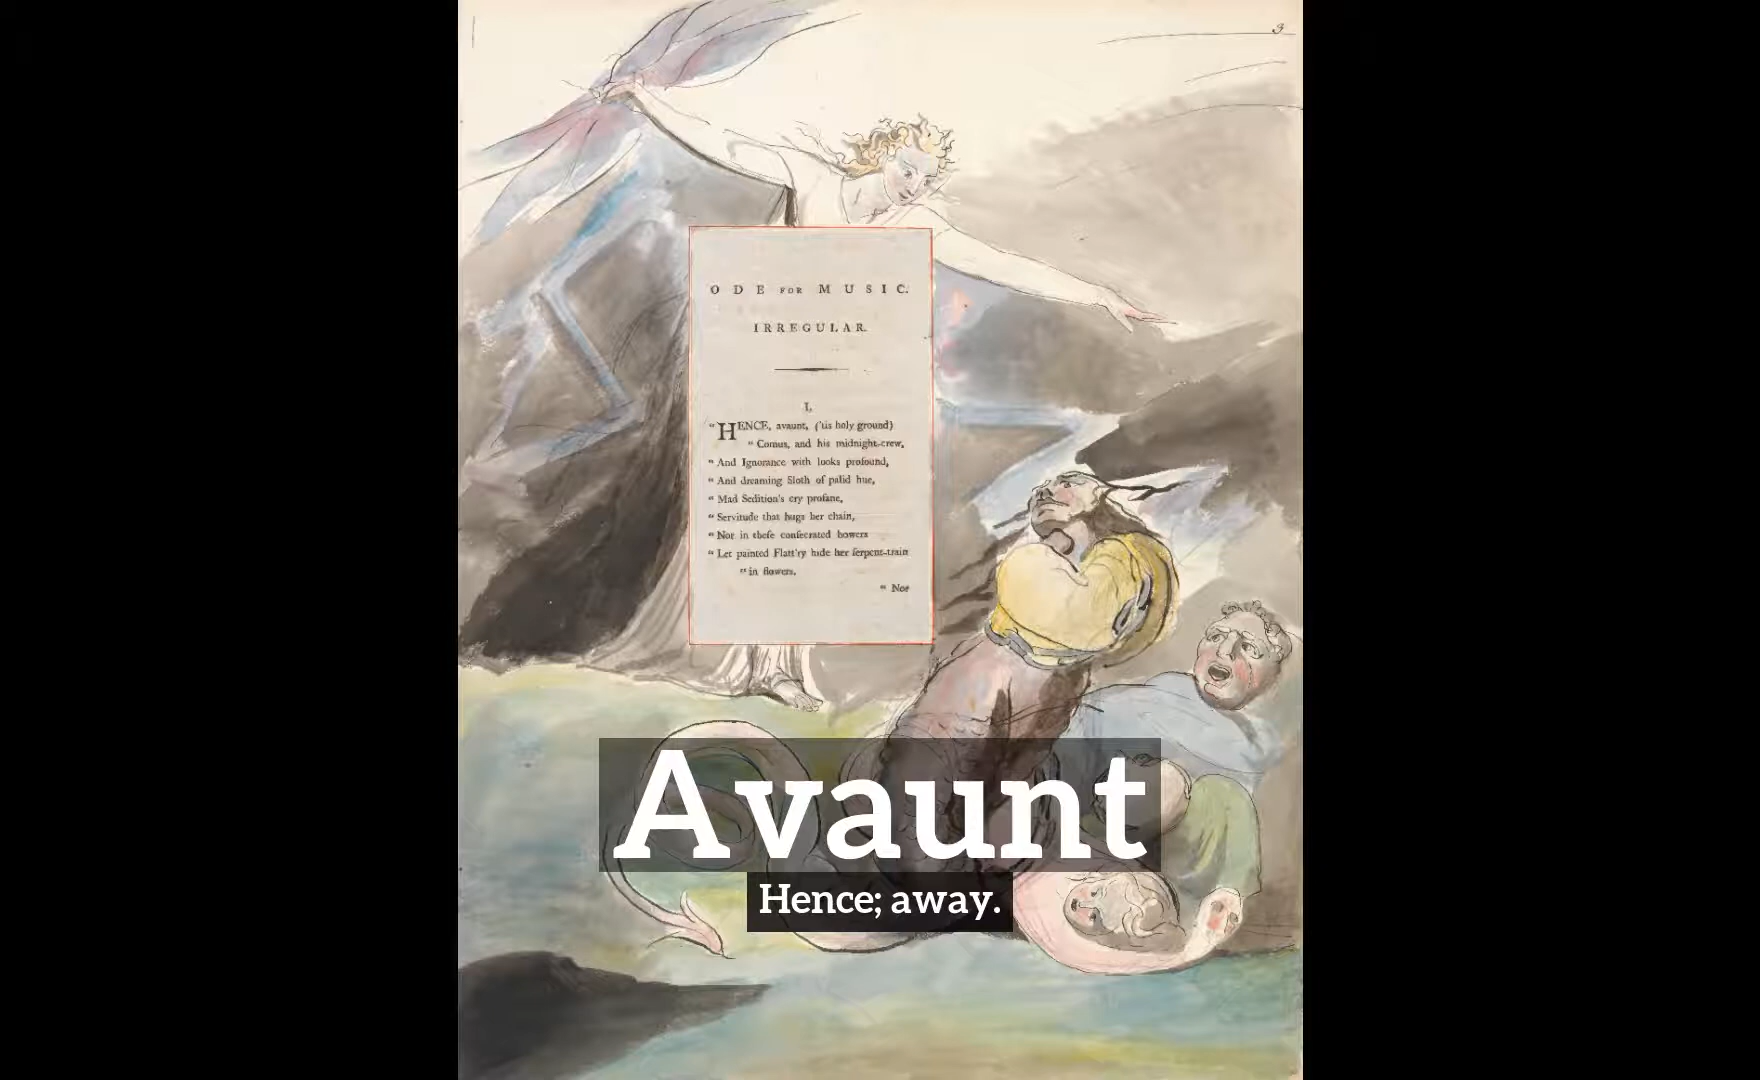 3
ODE FOR MUSIC.
IRREGULAR.
I.
"HENCE, avaunt, ('tis holy ground)
"Comus, and his midnight-crew,
"And Ignorance with looks profound,
"And dreaming Sloth of palid hue,
"Mad Sedition's cry profane,
"Servitude that hugs her chain,
"Nor in theſe conſecrated bowers
"Let painted Flatt'ry hide her ſerpent-train
"in flowers.
"Nor
Avaunt
Hence; away.